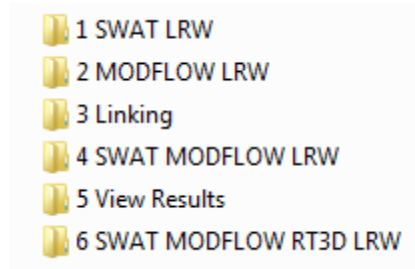 1 SWAT LRW
2 MODFLOW LRW
3 Linking
4 SWAT MODFLOW LRW
5 View Results
6 SWAT MODFLOW RT3D LRW